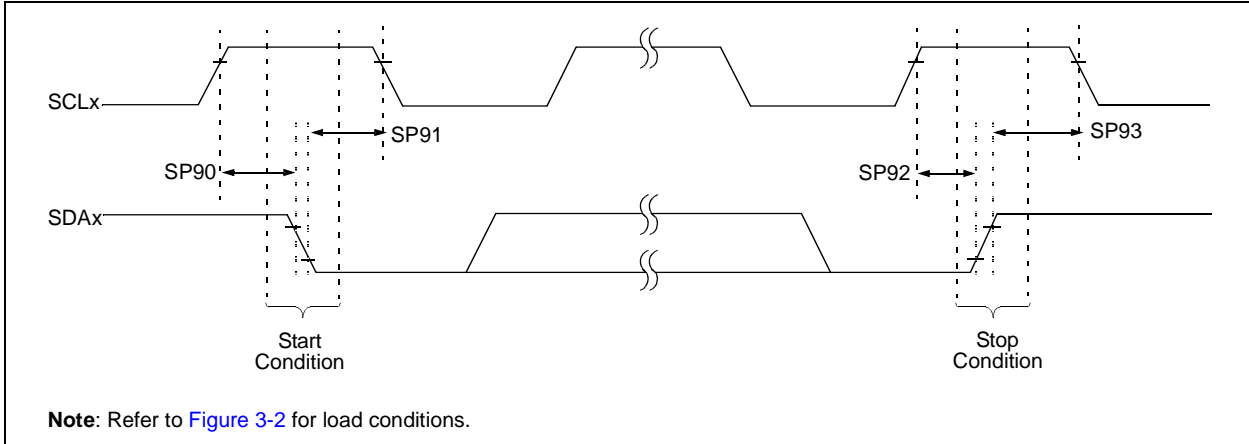 SCLx
SP91
SP93
SP90
SP92
SDAx
Start
Condition
Stop
Condition
Note: Refer to Figure 3-2 for load conditions.